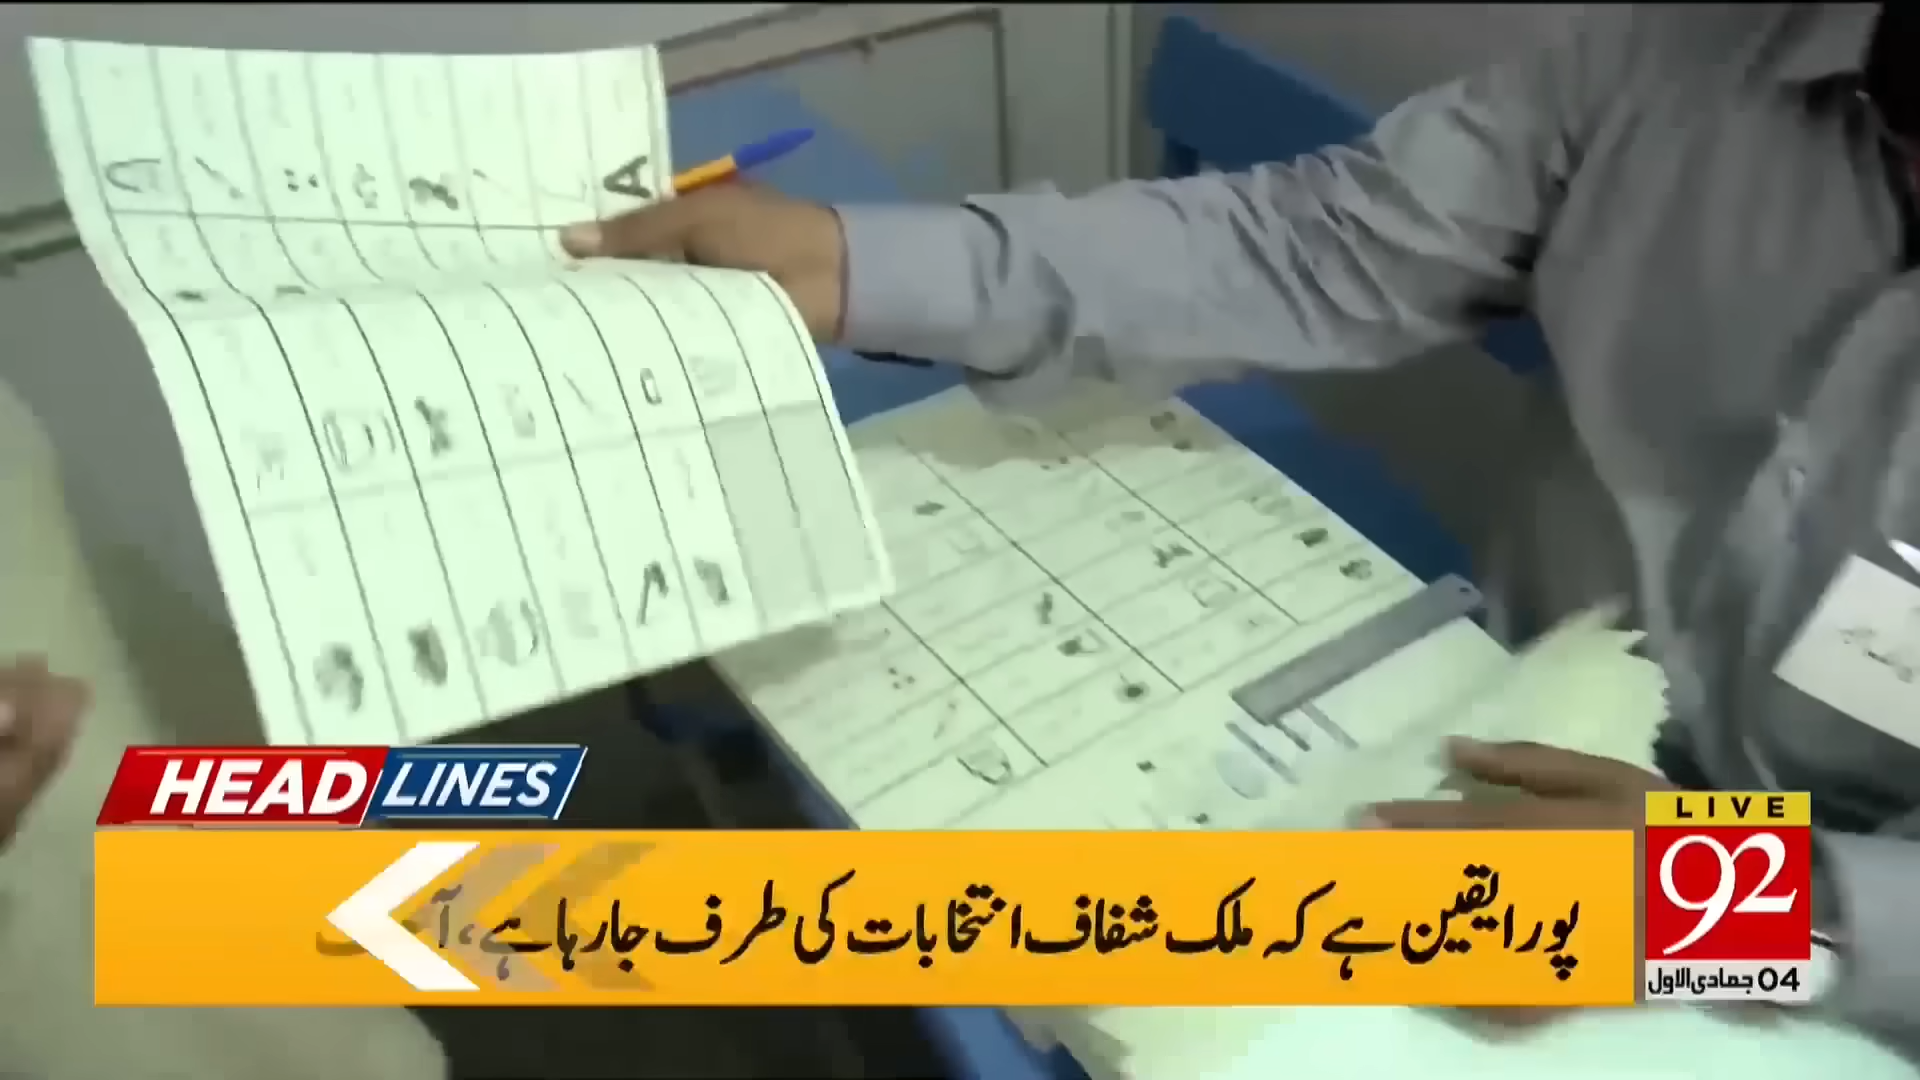 HEAD LINES
پورا یقین ہے کہ ملک شفاف انتخابات کی طرف جا رہا ہے،
LIVE
92
04 جمادی الاول